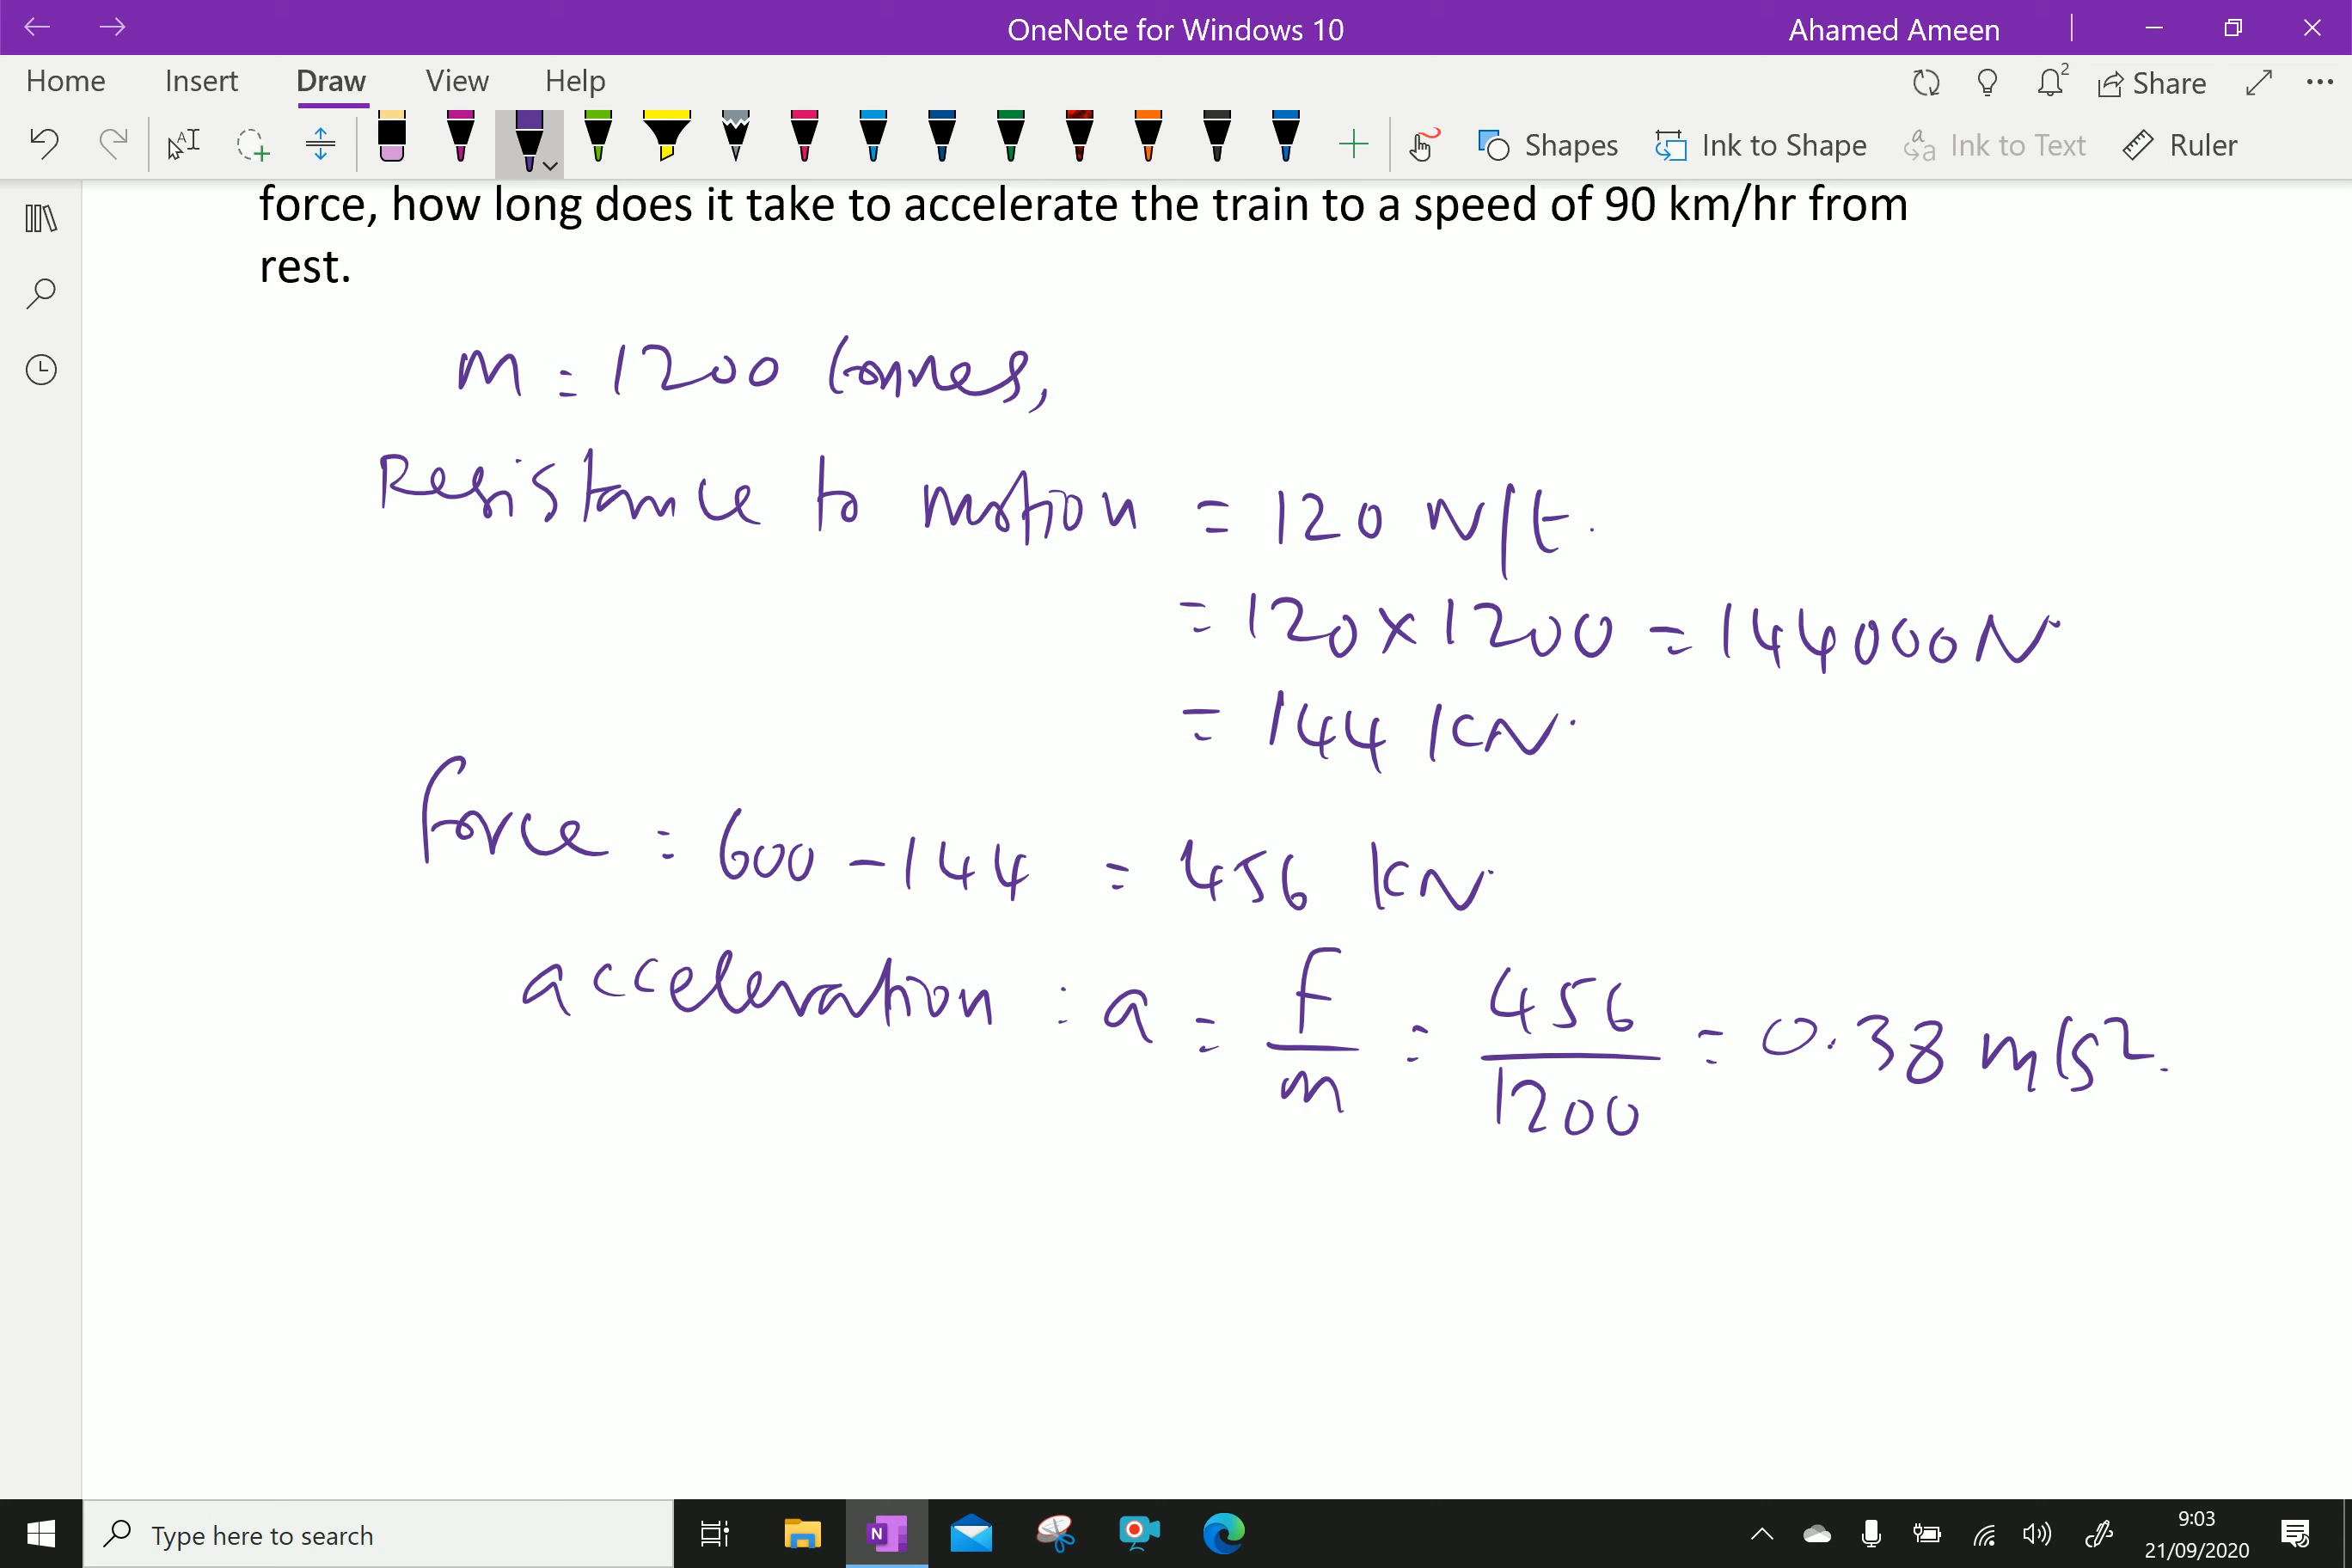 OneNote for Windows 10
Ahamed Ameen
Home Insert Draw View Help
2
Share
Shapes Ink to Shape Ink to Text Ruler
force, how long does it take to accelerate the train to a speed of 90 km/hr from
rest.
m = 1200 tonnes,
Resistance to motion = 120 N/t.
= 120 x 1200 = 144000 N.
= 144 KN.
force = 600 - 144 = 456 KN.
acceleration : a = f/m = 456/1200 = 0.38 m/s².
Type here to search
9:03
21/09/2020